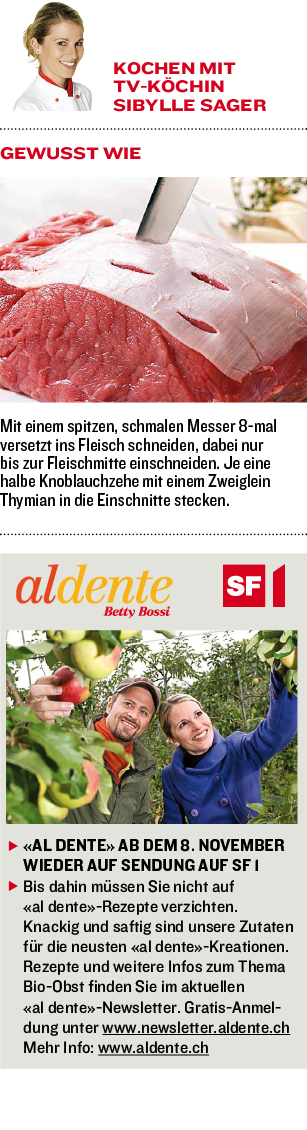 KOCHEN MIT
TV-KÖCHIN
SIBYLLE SAGER
GEWUSST WIE
Mit einem spitzen, schmalen Messer 8-mal
versetzt ins Fleisch schneiden, dabei nur
bis zur Fleischmitte einschneiden. Je eine
halbe Knoblauchzehe mit einem Zweiglein
Thymian in die Einschnitte stecken.
aldente
Betty Bossi
SF 1
«AL DENTE» AB DEM 8. NOVEMBER
WIEDER AUF SENDUNG AUF SF 1
Bis dahin müssen Sie nicht auf
«al dente»-Rezepte verzichten.
Knackig und saftig sind unsere Zutaten
für die neusten «al dente»-Kreationen.
Rezepte und weitere Infos zum Thema
Bio-Obst finden Sie im aktuellen
«al dente»-Newsletter. Gratis-Anmel-
dung unter www.newsletter.aldente.ch
Mehr Info: www.aldente.ch